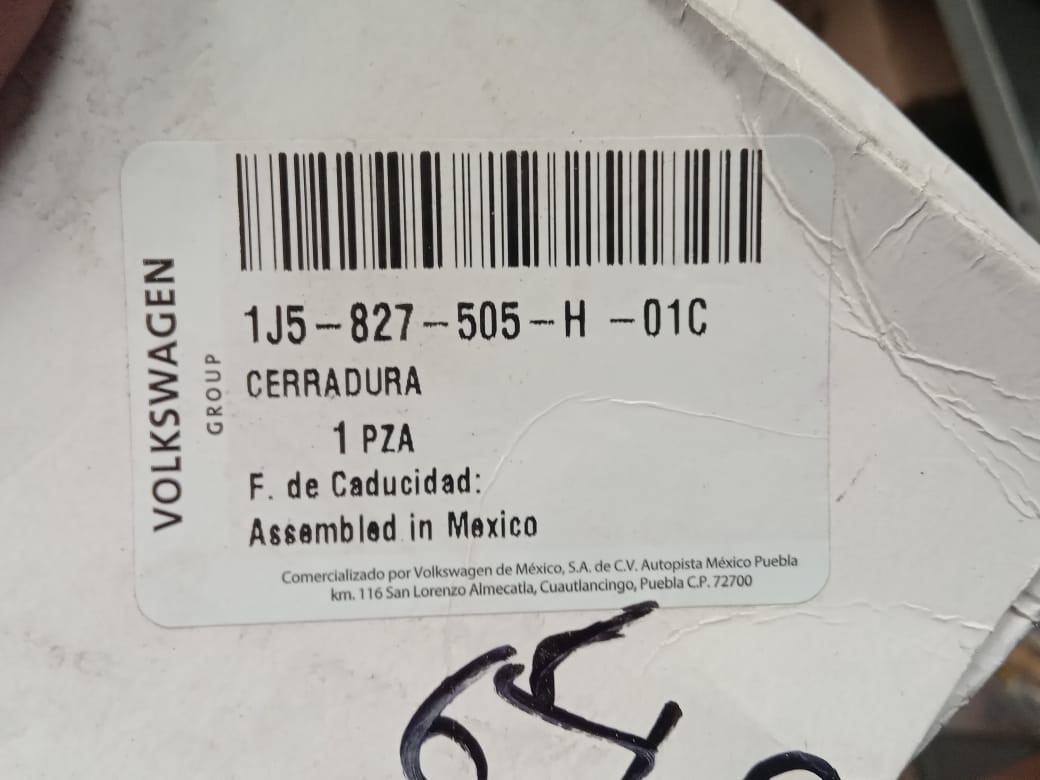 VOLKSWAGEN
GROUP
1J5-827-505-H -01C
CERRADURA
1 PZA
F. de Caducidad:
Assembled in Mexico
Comercializado por Volkswagen de México, S.A. de C.V. Autopista México Puebla
km. 116 San Lorenzo Almecatla, Cuautlancingo, Puebla C.P. 72700